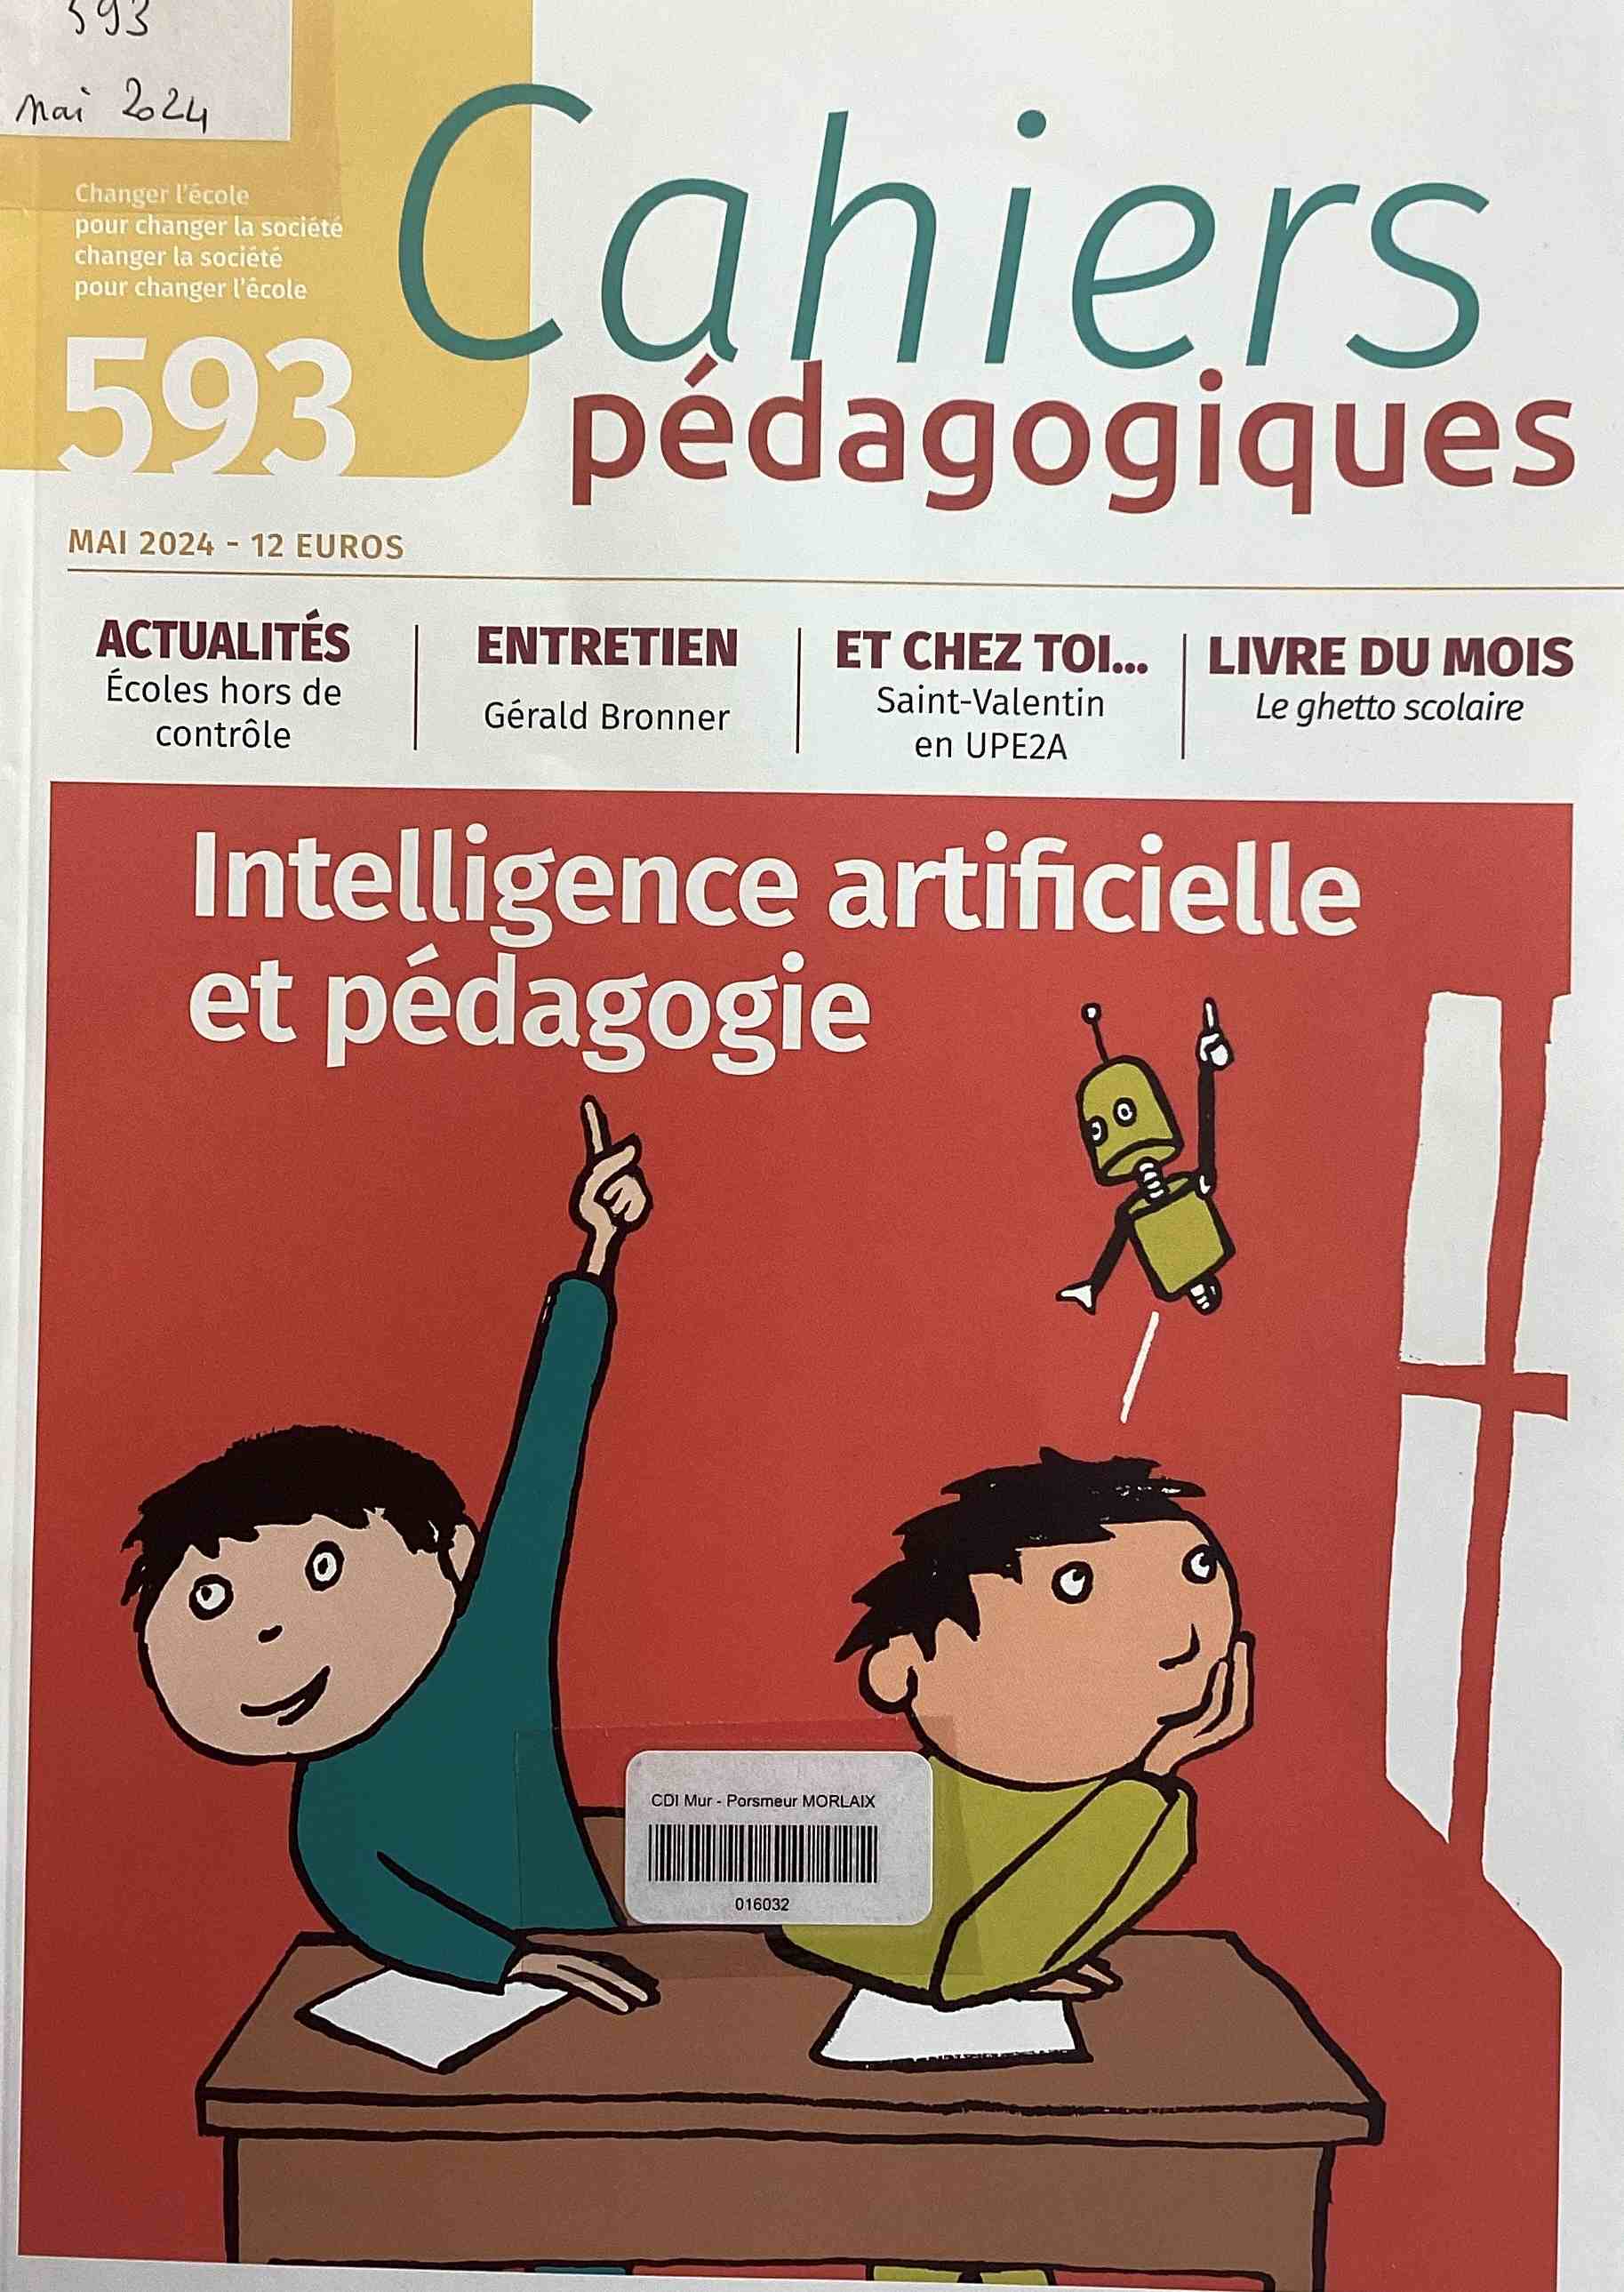 593
Mai 2024
Changer l'école
pour changer la société
changer la société
pour changer l'école
593
Cahiers
pédagogiques
MAI 2024 - 12 EUROS
ACTUALITÉS
Écoles hors de
contrôle
ENTRETIEN
Gérald Bronner
ET CHEZ TOI...
Saint-Valentin
en UPE2A
LIVRE DU MOIS
Le ghetto scolaire
Intelligence artificielle
et pédagogie
CDI Mur - Porsmeur MORLAIX
016032